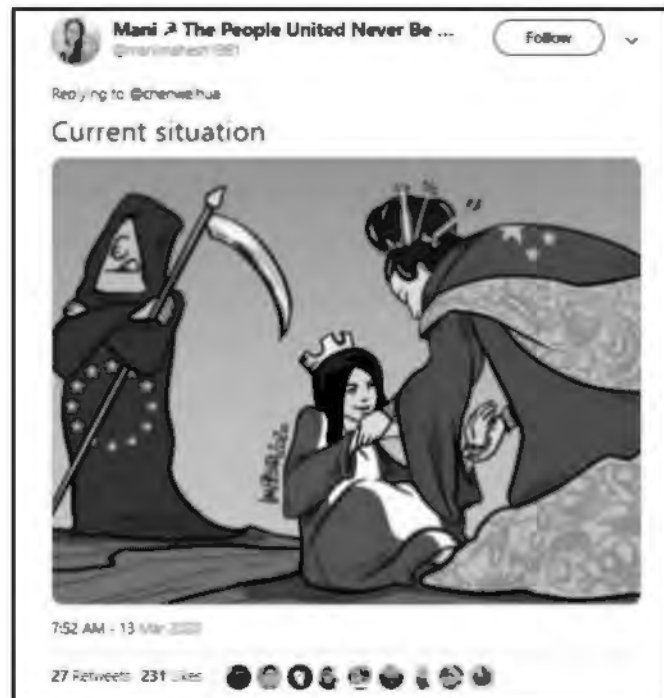 Mani ☭ The People United Never Be ...
@manimahesh1981
Follow
Replying to @chenweihua
Current situation
7:52 AM - 13 Mar 2020
27 Retweets 231 Likes